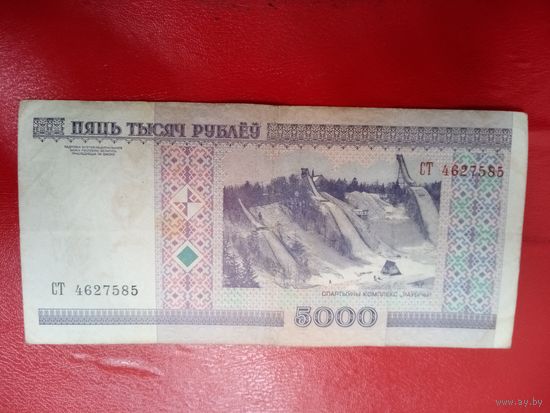 ПЯЦЬ ТЫСЯЧ РУБЛЁЎ
СТ 4627585
СТ 4627585
СПАРТЫЎНЫ КОМПЛЕКС „РАЎБІЧЫ“
5000
www.ay.by